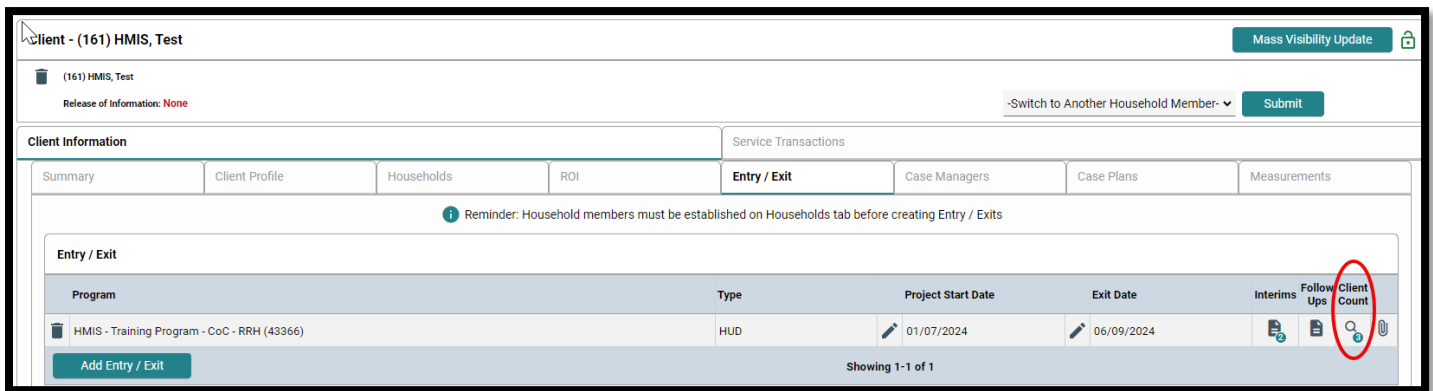 Client - (161) HMIS, Test
Mass Visibility Update
(161) HMIS, Test
Release of Information: None
-Switch to Another Household Member-
Submit
Client Information
Service Transactions
Summary
Client Profile
Households
ROI
Entry / Exit
Case Managers
Case Plans
Measurements
Reminder: Household members must be established on Households tab before creating Entry / Exits
Entry / Exit
Program
Type
Project Start Date
Exit Date
Interims
Follow Ups
Client Count
HMIS - Training Program - CoC - RRH (43366)
HUD
01/07/2024
06/09/2024
2
3
Add Entry / Exit
Showing 1-1 of 1